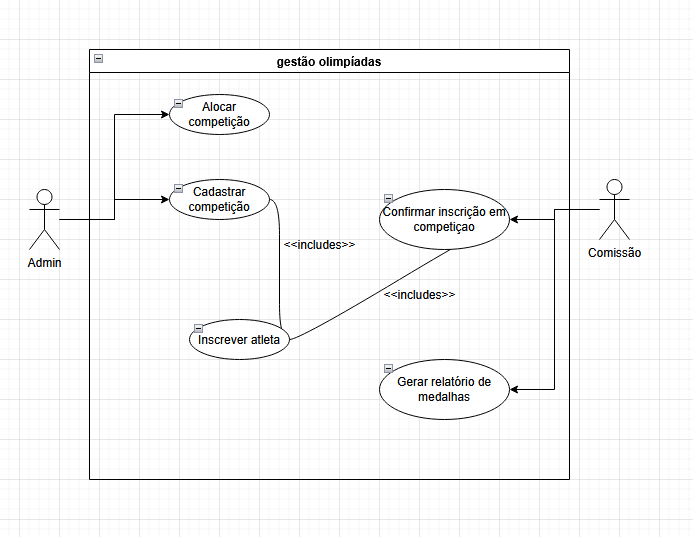 gestão olimpíadas
Alocar
competição
Cadastrar
competição
Confirmar inscrição em
competiçao
<<includes>>
Admin
Comissão
<<includes>>
Inscrever atleta
Gerar relatório de
medalhas